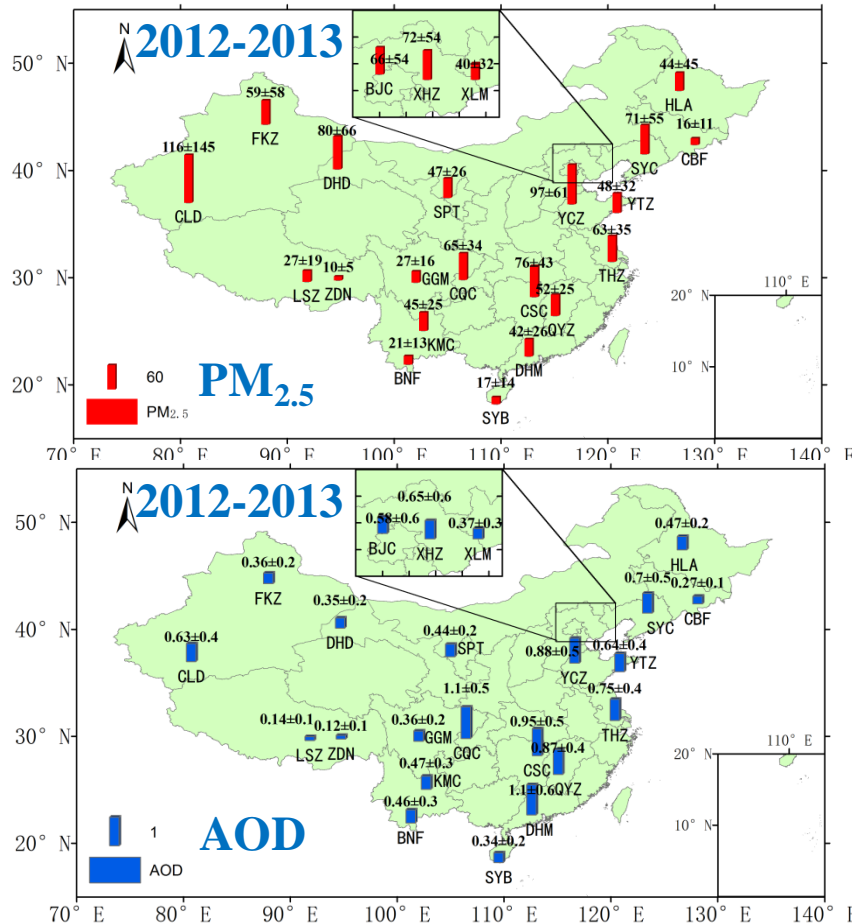 N
2012-2013
72±54
66±54
40±32
BJC
XHZ
XLM
50° N
44±45
HLA
59±58
FKZ
71±55
16±11
SYC
CBF
80±66
DHD
116±145
CLD
40° N
47±26
SPT
97±61
YCZ
48±32
YTZ
63±35
THZ
65±34
CQC
27±16
GGM
27±19
LSZ
10±5
ZDN
30° N
76±43
CSC
52±25
QYZ
45±25
KMC
42±26
DHM
21±13
BNF
17±14
SYB
20° N
110° E
20° N
10° N
60
PM2.5
PM2.5
70° E
80° E
90° E
100° E
110° E
120° E
130° E
140° E
N
2012-2013
0.65±0.6
0.58±0.6
0.37±0.3
BJC
XHZ
XLM
50° N
0.47±0.2
HLA
0.36±0.2
FKZ
0.7±0.5
0.27±0.1
SYC
CBF
0.35±0.2
DHD
0.63±0.4
CLD
40° N
0.44±0.2
SPT
0.88±0.5
YCZ
0.64±0.4
YTZ
0.75±0.4
THZ
1.1±0.5
CQC
0.36±0.2
GGM
0.14±0.1
LSZ
0.12±0.1
ZDN
30° N
0.95±0.5
CSC
0.87±0.4
QYZ
0.47±0.3
KMC
1.1±0.6
DHM
0.46±0.3
BNF
0.34±0.2
SYB
20° N
110° E
20° N
10° N
1
AOD
AOD
70° E
80° E
90° E
100° E
110° E
120° E
130° E
140° E